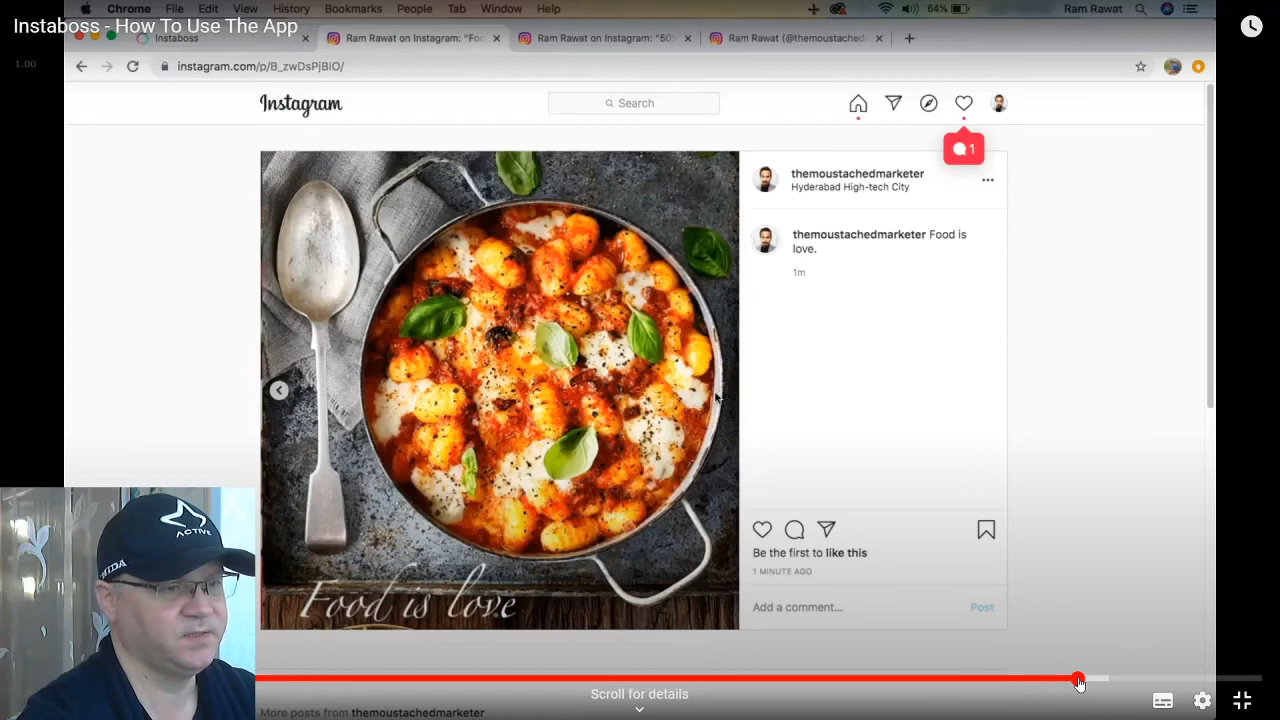 Chrome File Edit View History Bookmarks People Tab Window Help 64% Ram Rawat
Instaboss - How To Use The App
Instaboss Ram Rawat on Instagram: "Foo Ram Rawat on Instagram: "50% Ram Rawat (@themoustached
1.00
instagram.com/p/B_zwDsPjBIO/
Instagram
Search
1
themoustachedmarketer
Hyderabad High-tech City
themoustachedmarketer Food is
love.
1m
ACTIVE
Food is love
Be the first to like this
1 MINUTE AGO
Add a comment... Post
Scroll for details
More posts from themoustachedmarketer